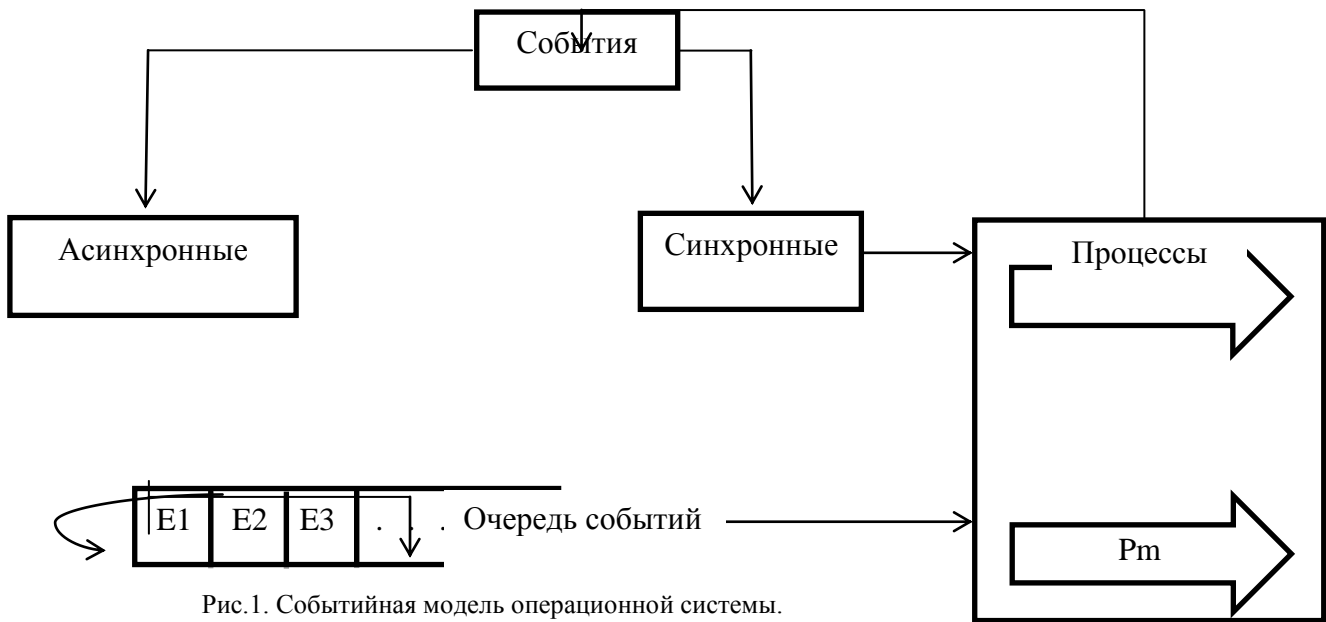 События
Асинхронные
Синхронные
Процессы
E1 E2 E3 . . . Очередь событий
Pm
Рис.1. Событийная модель операционной системы.